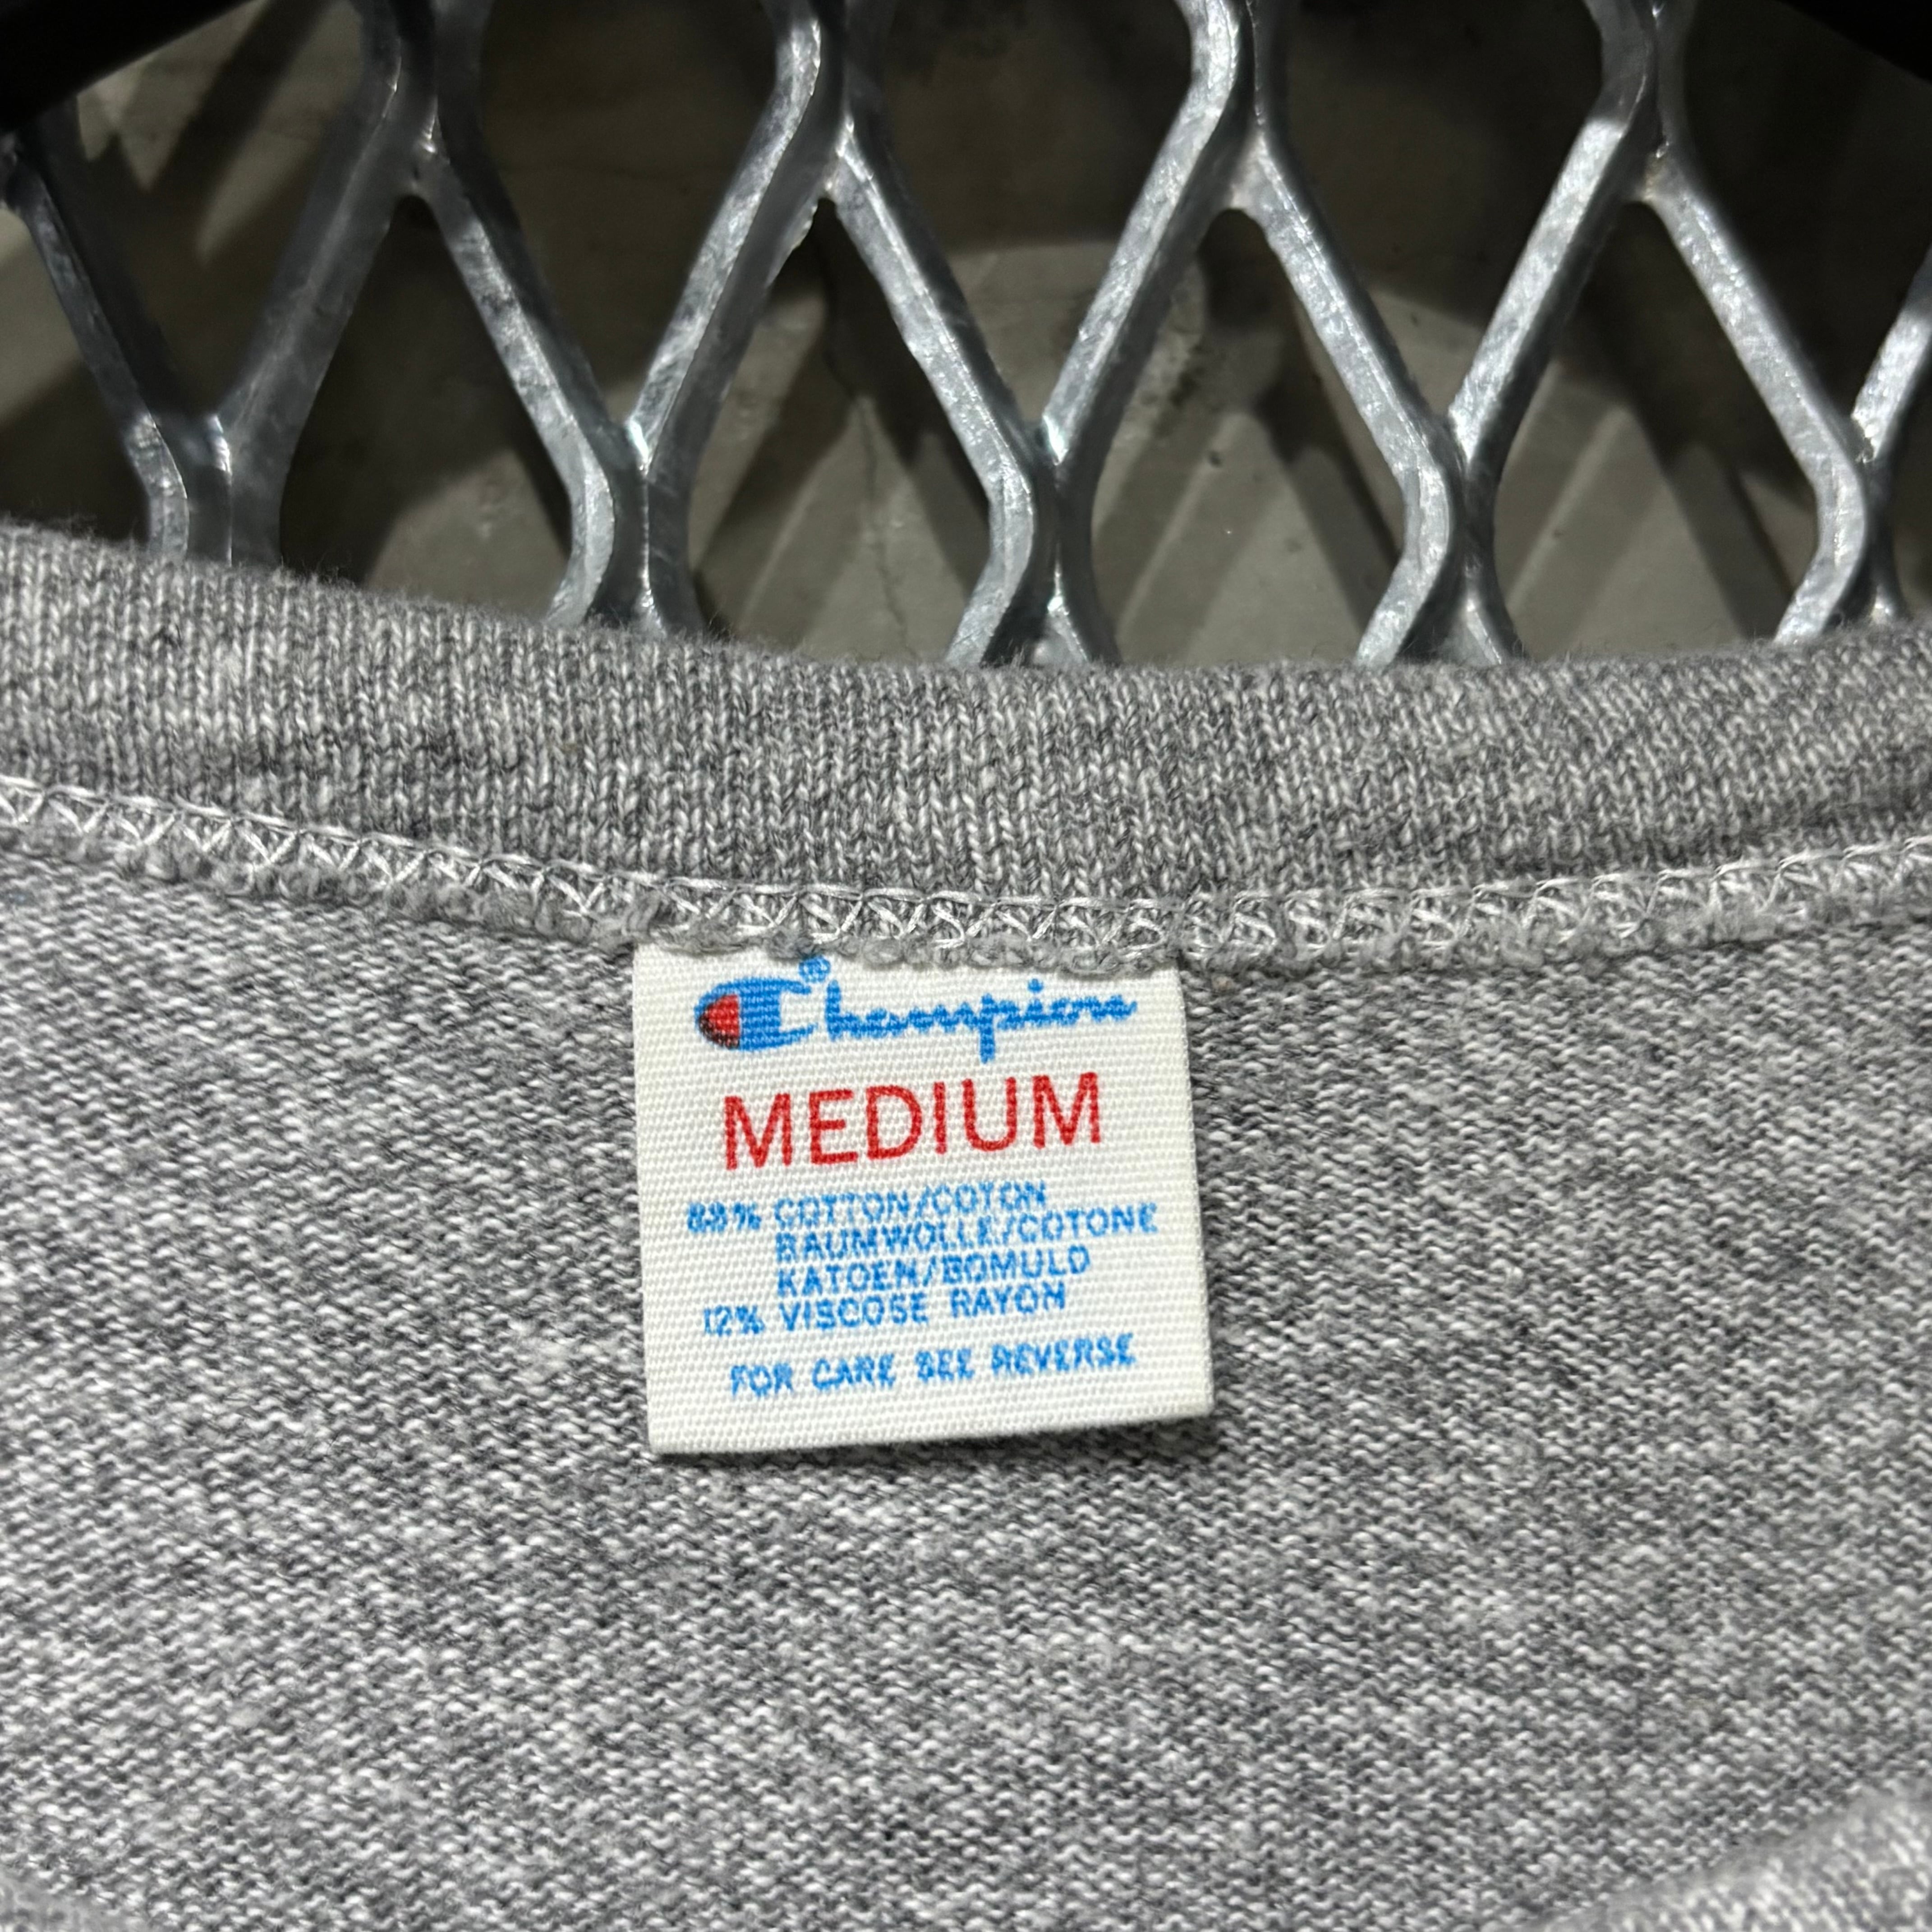 Champion®
MEDIUM
88% COTTON/COTON
BAUMWOLLE/COTONE
KATOEN/BOMULD
12% VISCOSE RAYON
FOR CARE SEE REVERSE